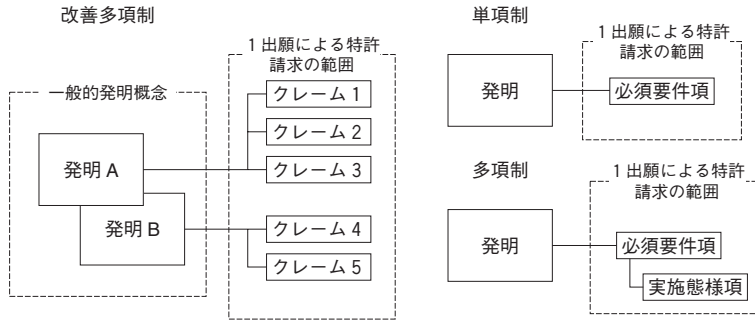 改善多項制
1 出願による特許
請求の範囲
一般的発明概念
クレーム 1
クレーム 2
クレーム 3
発明 A
発明 B
クレーム 4
クレーム 5
単項制
1 出願による特許
請求の範囲
発明
必須要件項
多項制
1 出願による特許
請求の範囲
発明
必須要件項
実施態様項